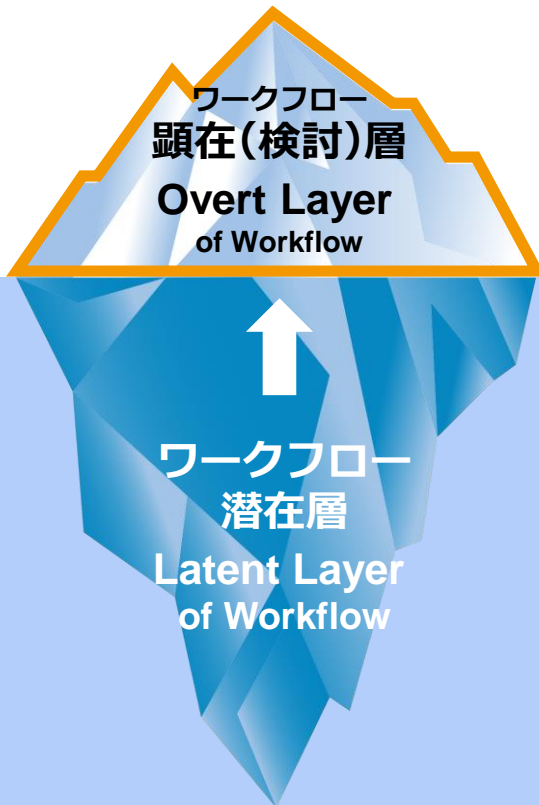 ワークフロー
顕在（検討）層
Overt Layer
of Workflow
ワークフロー
潜在層
Latent Layer
of Workflow